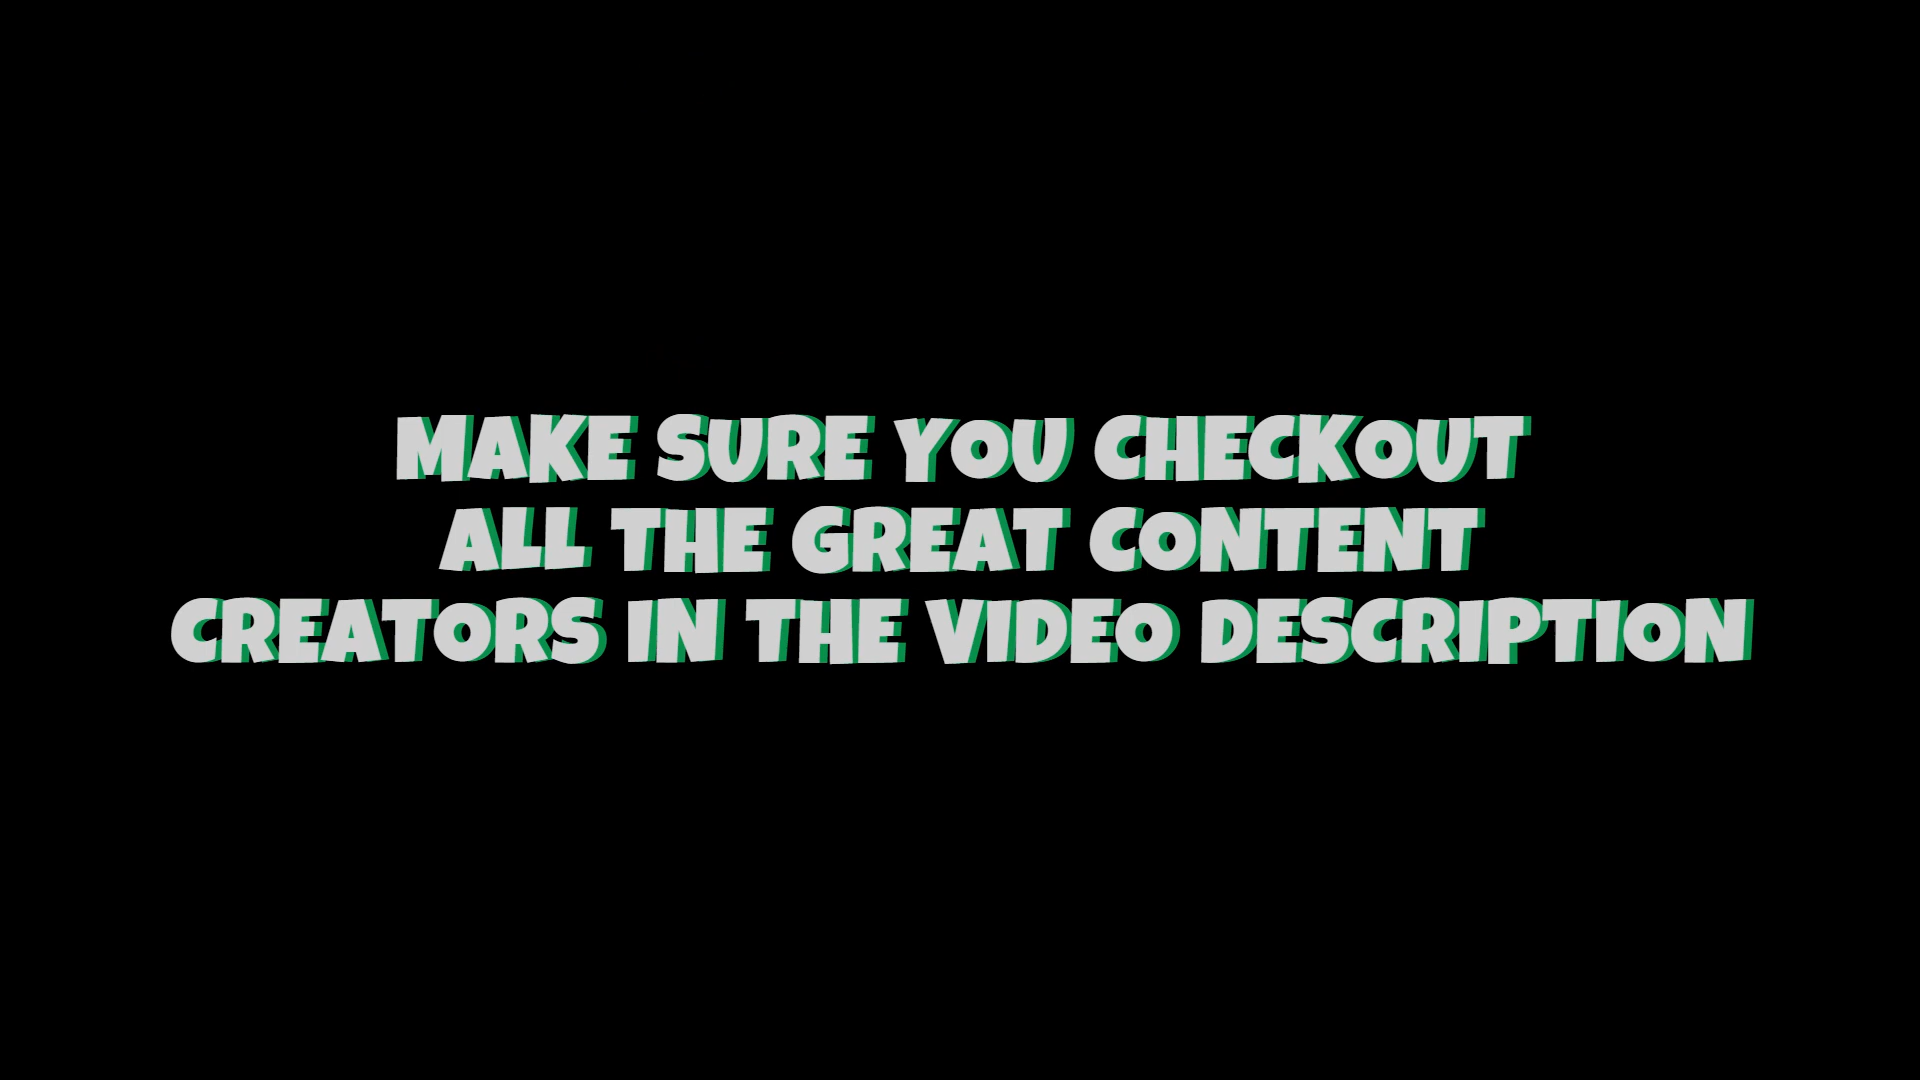 MAKE SURE YOU CHECKOUT
ALL THE GREAT CONTENT
CREATORS IN THE VIDEO DESCRIPTION